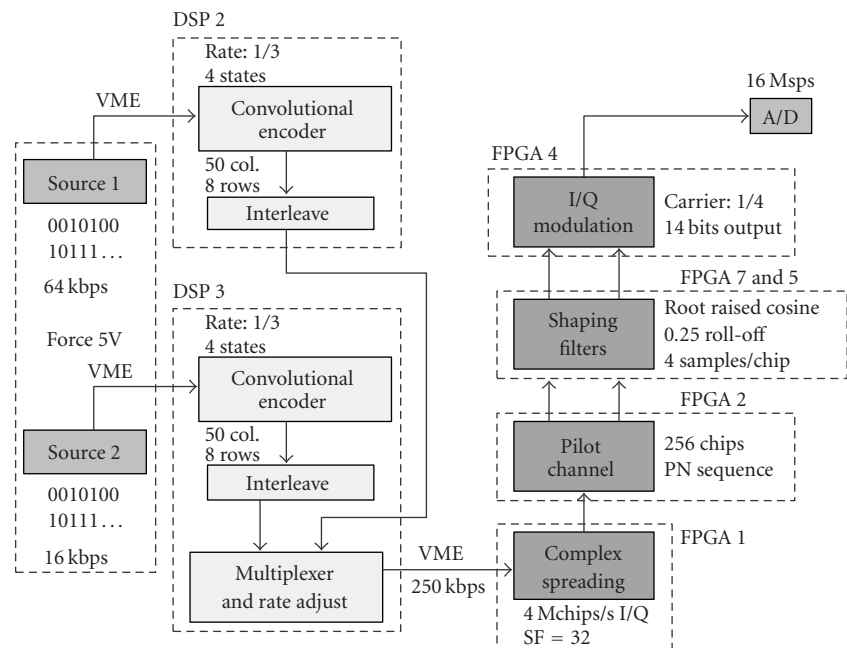 DSP 2
Rate: 1/3
4 states
VME
Convolutional
encoder
50 col.
8 rows
Interleave
Source 1
0010100
10111...
64 kbps
Force 5V
VME
Source 2
0010100
10111...
16 kbps
DSP 3
Rate: 1/3
4 states
Convolutional
encoder
50 col.
8 rows
Interleave
Multiplexer
and rate adjust
VME
250 kbps
16 Msps
A/D
FPGA 4
I/Q
modulation
Carrier: 1/4
14 bits output
FPGA 7 and 5
Shaping
filters
Root raised cosine
0.25 roll-off
4 samples/chip
FPGA 2
Pilot
channel
256 chips
PN sequence
FPGA 1
Complex
spreading
4 Mchips/s I/Q
SF = 32